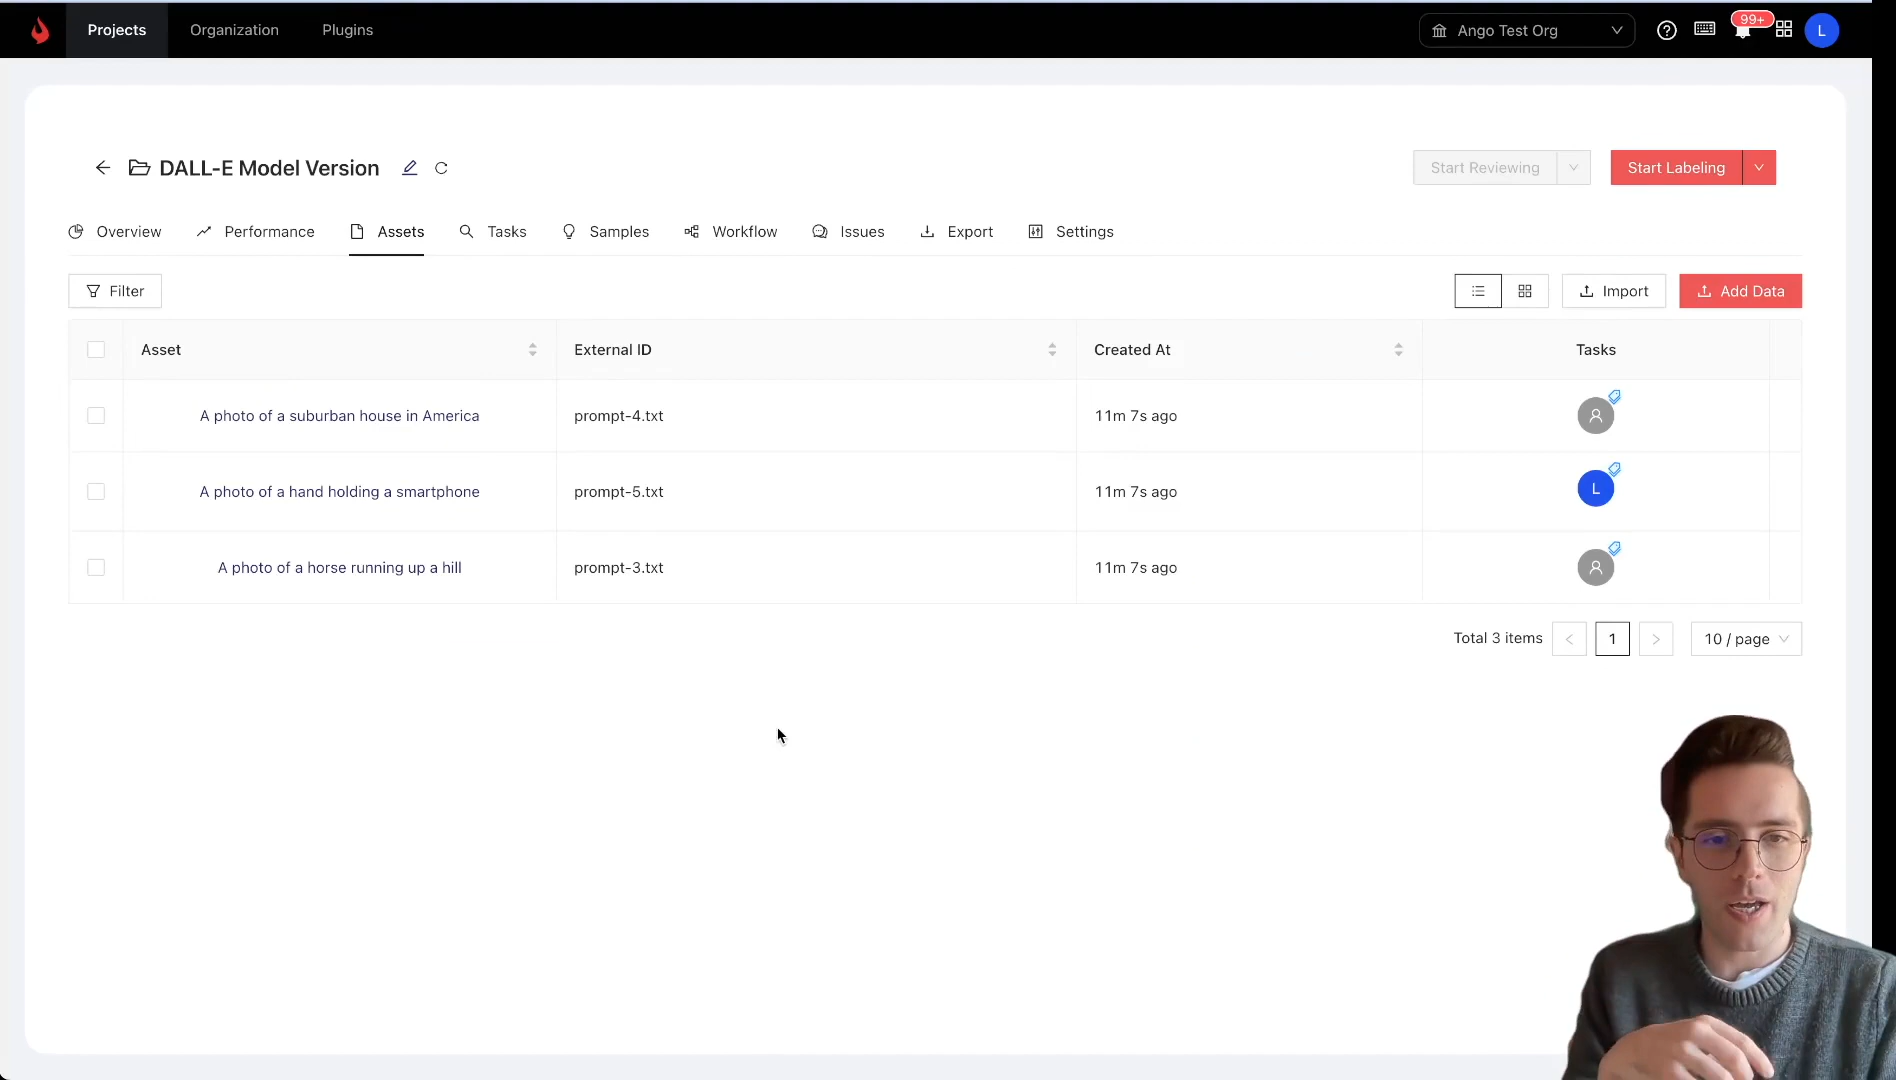 Projects Organization Plugins Ango Test Org 99+ L
DALL-E Model Version Start Reviewing Start Labeling
Overview Performance Assets Tasks Samples Workflow Issues Export Settings
Filter Import Add Data
Asset External ID Created At Tasks
A photo of a suburban house in America prompt-4.txt 11m 7s ago
A photo of a hand holding a smartphone prompt-5.txt 11m 7s ago L
A photo of a horse running up a hill prompt-3.txt 11m 7s ago
Total 3 items < 1 > 10 / page